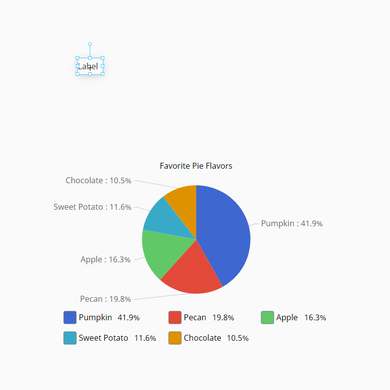 Label
Favorite Pie Flavors
Chocolate : 10.5%
Sweet Potato : 11.6%
Pumpkin : 41.9%
Apple : 16.3%
Pecan : 19.8%
Pumpkin 41.9% Pecan 19.8% Apple 16.3%
Sweet Potato 11.6% Chocolate 10.5%